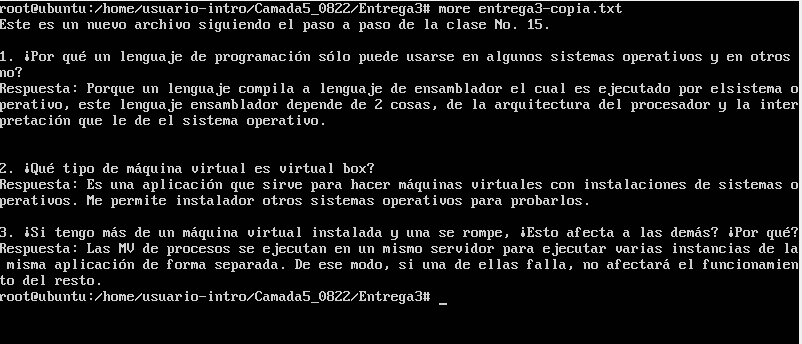 root@ubuntu:/home/usuario-intro/Camada5_0822/Entrega3# more entrega3-copia.txt
Este es un nuevo archivo siguiendo el paso a paso de la clase No. 15.
1. ¿Por qué un lenguaje de programación sólo puede usarse en algunos sistemas operativos y en otros
no?
Respuesta: Porque un lenguaje compila a lenguaje de ensamblador el cual es ejecutado por elsistema o
perativo, este lenguaje ensamblador depende de 2 cosas, de la arquitectura del procesador y la inter
pretación que le de el sistema operativo.
2. ¿Qué tipo de máquina virtual es virtual box?
Respuesta: Es una aplicación que sirve para hacer máquinas virtuales con instalaciones de sistemas o
perativos. Me permite instalador otros sistemas operativos para probarlos.
3. ¿Si tengo más de un máquina virtual instalada y una se rompe, ¿Esto afecta a las demás? ¿Por qué?
Respuesta: Las MV de procesos se ejecutan en un mismo servidor para ejecutar varias instancias de la
misma aplicación de forma separada. De ese modo, si una de ellas falla, no afectará el funcionamien
to del resto.
root@ubuntu:/home/usuario-intro/Camada5_0822/Entrega3# _